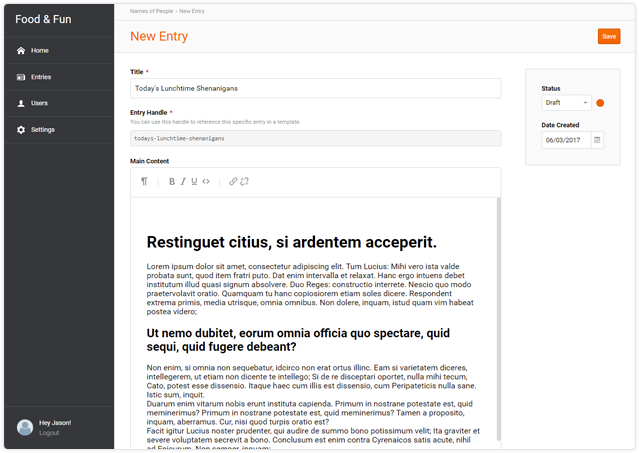 Food & Fun
Home
Entries
Users
Settings
Hey Jason!
Logout
Names of People › New Entry
New Entry
Save
Title *
Today's Lunchtime Shenanigans
Entry Handle *
You can use this handle to reference this specific entry in a template.
todays-lunchtime-shenanigans
Main Content
B I U
Restinguet citius, si ardentem acceperit.
Lorem ipsum dolor sit amet, consectetur adipiscing elit. Tum Lucius: Mihi vero ista valde
probata sunt, quod item fratri puto. Dat enim intervalla et relaxat. Hanc ergo intuens debet
institutum illud quasi signum absolvere. Duo Reges: constructio interrete. Nescio quo modo
praetervolavit oratio. Quamquam tu hanc copiosiorem etiam soles dicere. Respondent
extrema primis, media utrisque, omnia omnibus. Non dolere, inquam, istud quam vim habeat
postea videro;
Ut nemo dubitet, eorum omnia officia quo spectare, quid
sequi, quid fugere debeant?
Non enim, si omnia non sequebatur, idcirco non erat ortus illinc. Eam si varietatem diceres,
intellegerem, ut etiam non dicente te intellego; Si de re disceptari oportet, nulla mihi tecum,
Cato, potest esse dissensio. Itaque haec cum illis est dissensio, cum Peripateticis nulla sane.
Istic sum, inquit.
Duarum enim vitarum nobis erunt instituta capienda. Primum in nostrane potestate est, quid
meminerimus? Primum in nostrane potestate est, quid meminerimus? Tamen a proposito,
inquam, aberramus. Cur, nisi quod turpis oratio est?
Facit igitur Lucius noster prudenter, qui audire de summo bono potissimum velit; Ita graviter et
severe voluptatem secrevit a bono. Conclusum est enim contra Cyrenaicos satis acute, nihil
ad Epicurum. Non semper, inquam;
Status
Draft
Date Created
06/03/2017